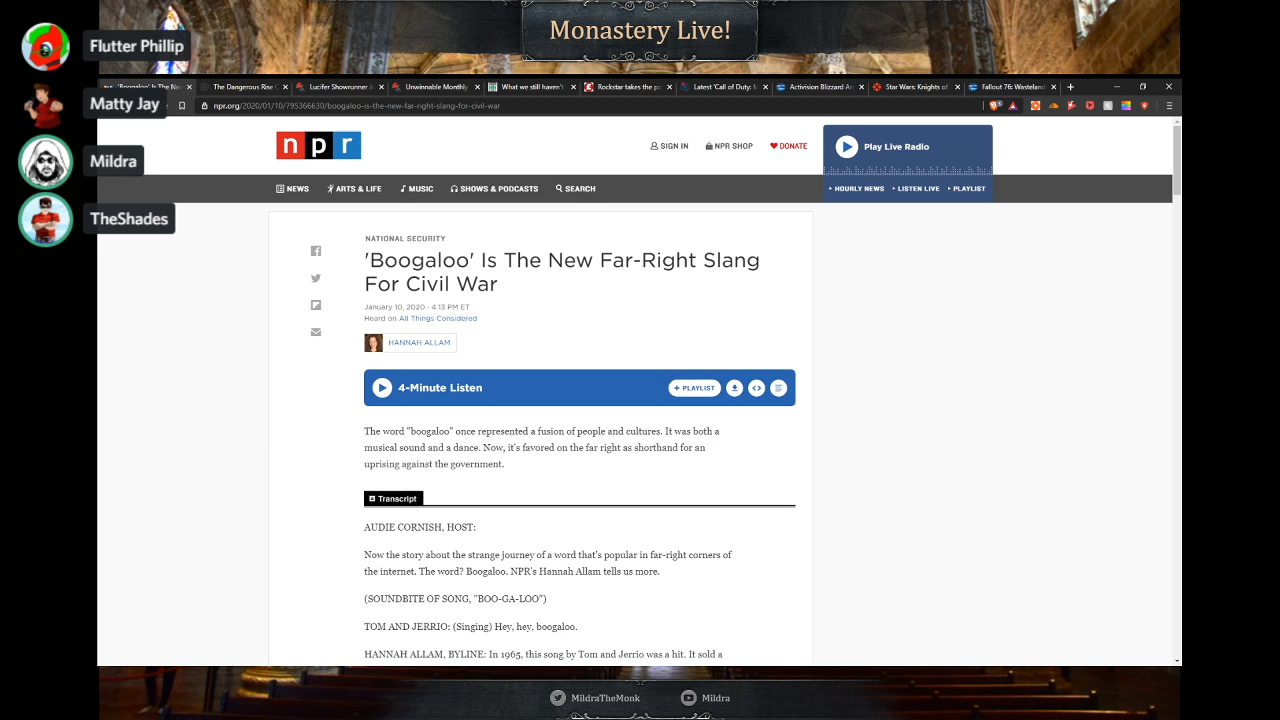 Monastery Live!
Flutter Phillip
Matty Jay
Mildra
TheShades
'Boogaloo' Is The Ne
The Dangerous Rise
Lucifer Showrunner
Unwinnable Monthly
What we still haven't
Rockstar takes the po
Latest 'Call of Duty:
Activision Blizzard An
Star Wars: Knights of
Fallout 76: Wasteland
npr.org/2020/01/10/795366630/boogaloo-is-the-new-far-right-slang-for-civil-war
npr
SIGN IN
NPR SHOP
DONATE
Play Live Radio
NEWS
ARTS & LIFE
MUSIC
SHOWS & PODCASTS
SEARCH
HOURLY NEWS
LISTEN LIVE
PLAYLIST
NATIONAL SECURITY
'Boogaloo' Is The New Far-Right Slang
For Civil War
January 10, 2020 · 4:13 PM ET
Heard on All Things Considered
HANNAH ALLAM
4-Minute Listen
+ PLAYLIST
The word "boogaloo" once represented a fusion of people and cultures. It was both a
musical sound and a dance. Now, it's favored on the far right as shorthand for an
uprising against the government.
Transcript
AUDIE CORNISH, HOST:
Now the story about the strange journey of a word that's popular in far-right corners of
the internet. The word? Boogaloo. NPR's Hannah Allam tells us more.
(SOUNDBITE OF SONG, "BOO-GA-LOO")
TOM AND JERRIO: (Singing) Hey, hey, boogaloo.
HANNAH ALLAM, BYLINE: In 1965, this song by Tom and Jerrio was a hit. It sold a
MildraTheMonk
Mildra